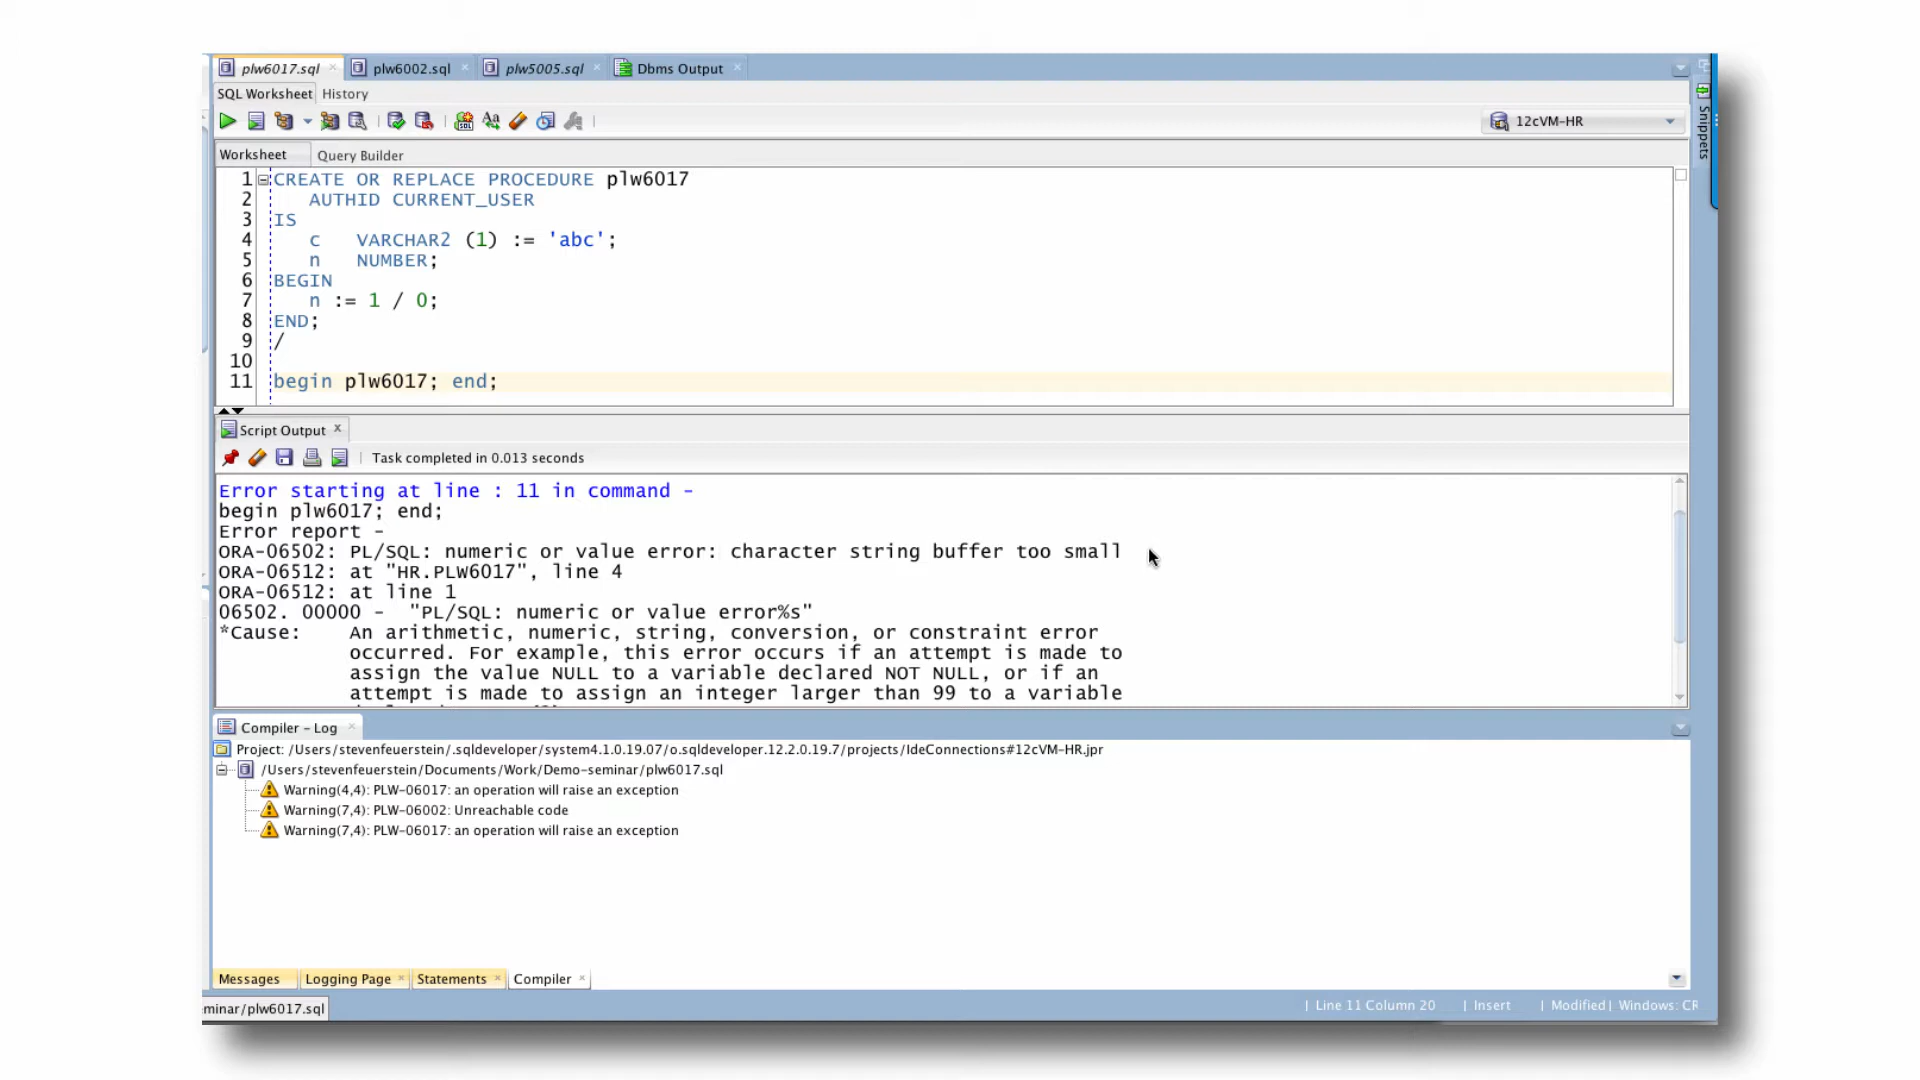 plw6017.sql plw6002.sql plw5005.sql Dbms Output
SQL Worksheet History
12cVM-HR
Snippets
Worksheet Query Builder
1 CREATE OR REPLACE PROCEDURE plw6017
2 AUTHID CURRENT_USER
3 IS
4 c VARCHAR2 (1) := 'abc';
5 n NUMBER;
6 BEGIN
7 n := 1 / 0;
8 END;
9 /
10
11 begin plw6017; end;
Script Output
Task completed in 0.013 seconds
Error starting at line : 11 in command -
begin plw6017; end;
Error report -
ORA-06502: PL/SQL: numeric or value error: character string buffer too small
ORA-06512: at "HR.PLW6017", line 4
ORA-06512: at line 1
06502. 00000 - "PL/SQL: numeric or value error%s"
*Cause: An arithmetic, numeric, string, conversion, or constraint error
occurred. For example, this error occurs if an attempt is made to
assign the value NULL to a variable declared NOT NULL, or if an
attempt is made to assign an integer larger than 99 to a variable
Compiler - Log
Project: /Users/stevenfeuerstein/.sqldeveloper/system4.1.0.19.07/o.sqldeveloper.12.2.0.19.7/projects/IdeConnections#12cVM-HR.jpr
/Users/stevenfeuerstein/Documents/Work/Demo-seminar/plw6017.sql
Warning(4,4): PLW-06017: an operation will raise an exception
Warning(7,4): PLW-06002: Unreachable code
Warning(7,4): PLW-06017: an operation will raise an exception
Messages Logging Page Statements Compiler
minar/plw6017.sql | Line 11 Column 20 | Insert | Modified| Windows: CR